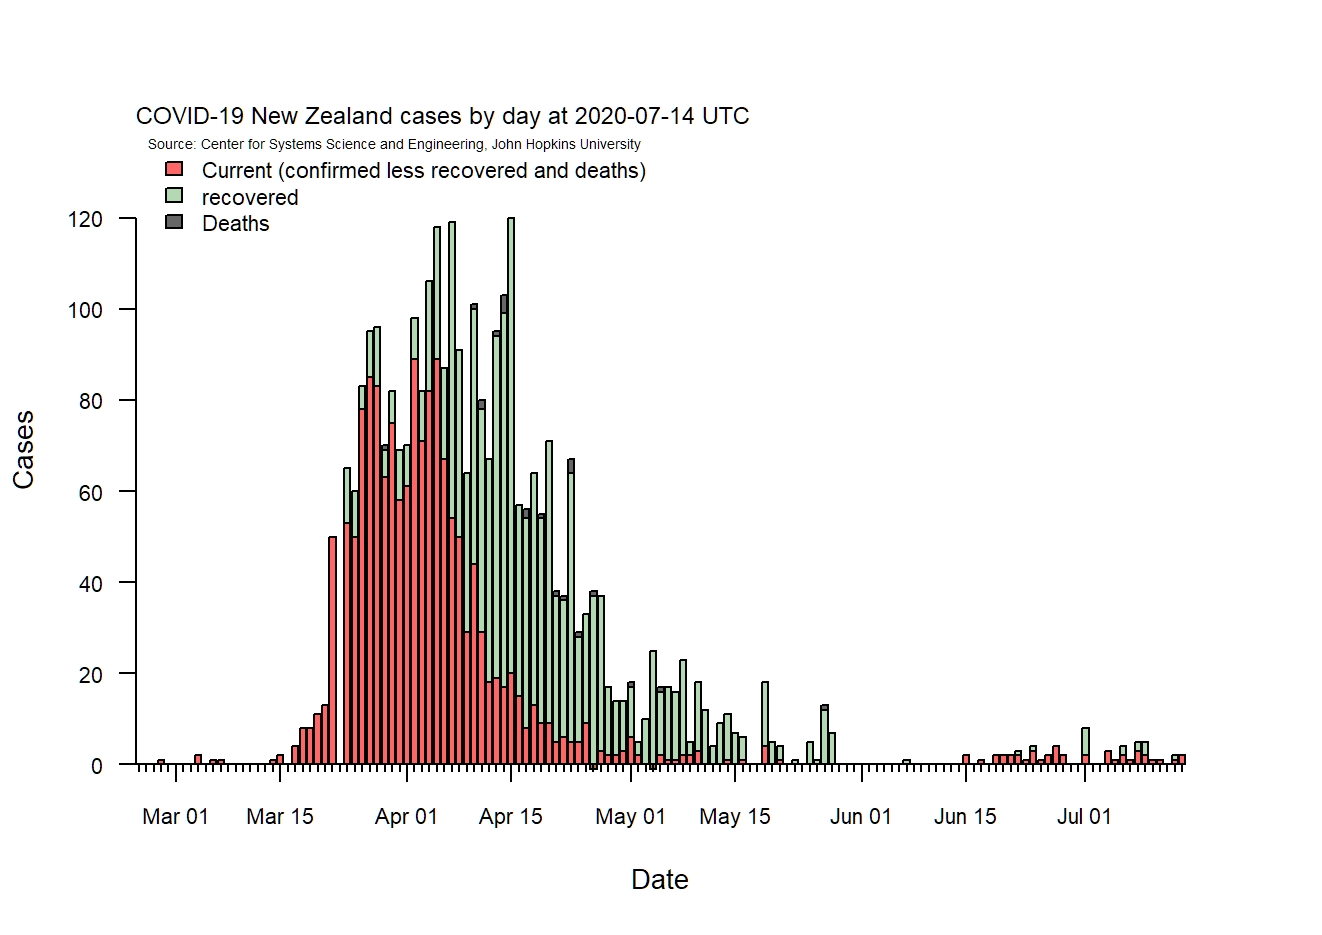 COVID-19 New Zealand cases by day at 2020-07-14 UTC
Source: Center for Systems Science and Engineering, John Hopkins University
Current (confirmed less recovered and deaths)
recovered
Deaths
120
100
80
60
40
20
0
Cases
Mar 01 Mar 15 Apr 01 Apr 15 May 01 May 15 Jun 01 Jun 15 Jul 01
Date